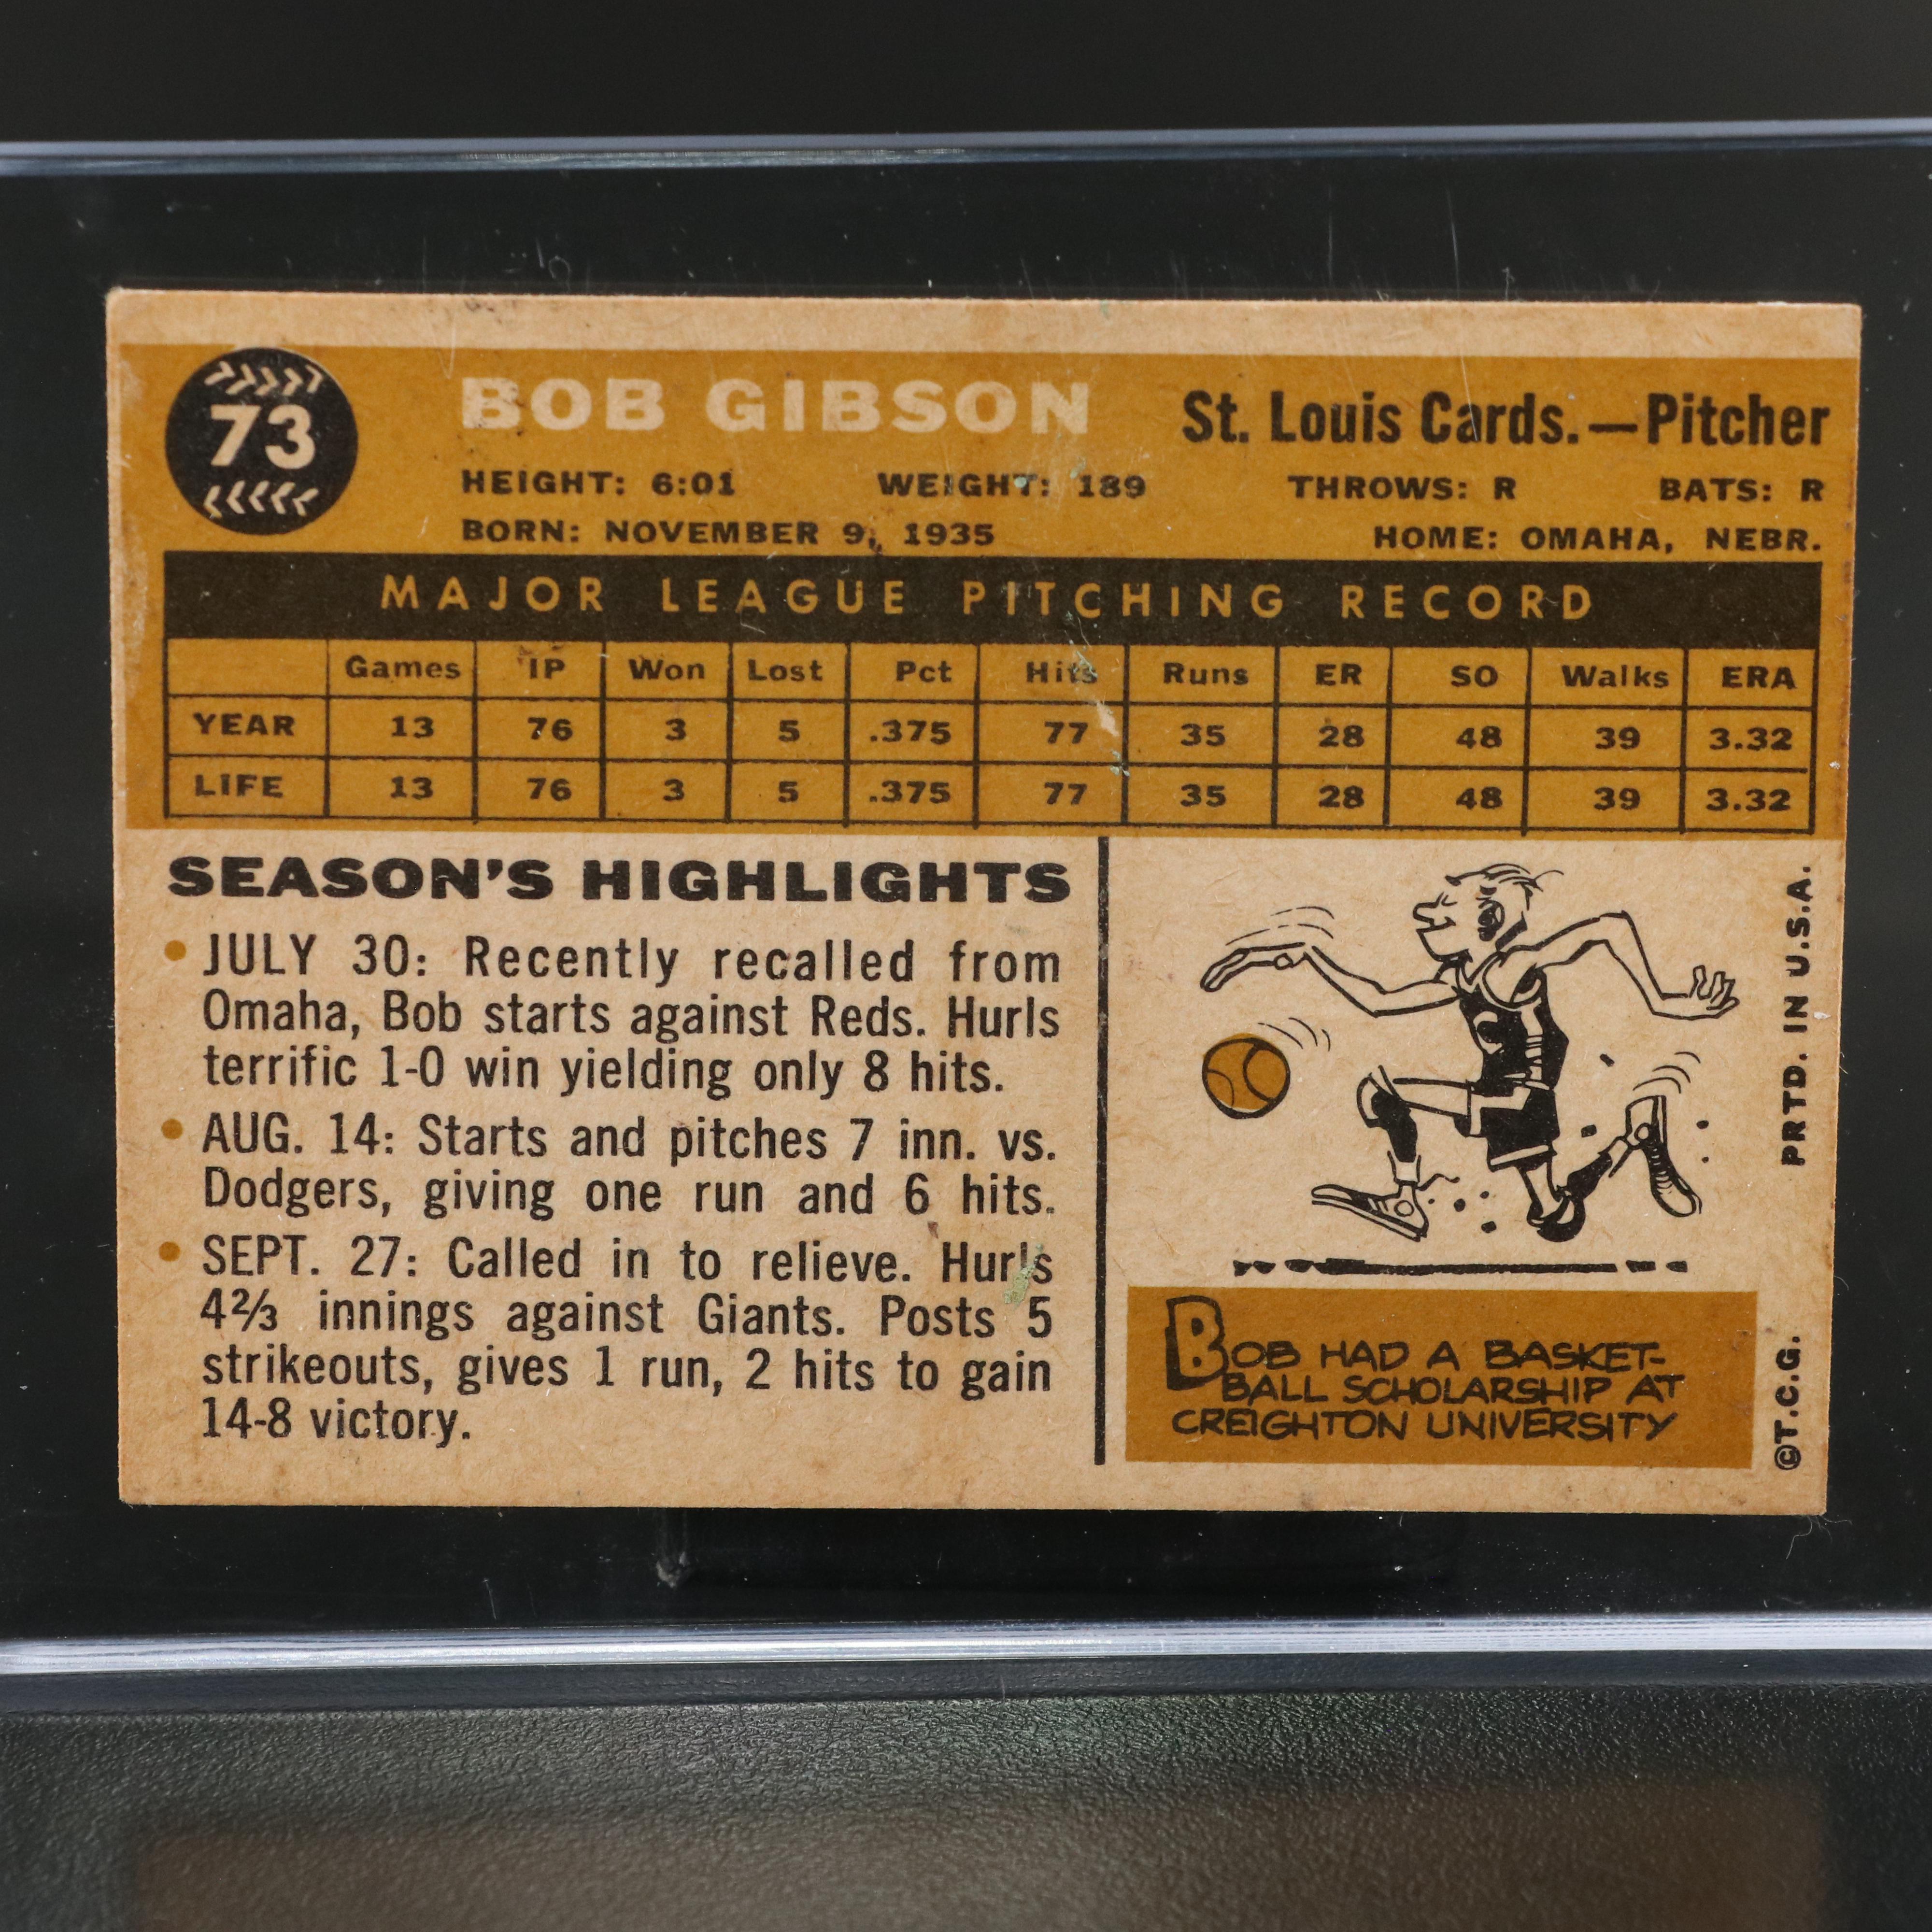 73
BOB GIBSON
St. Louis Cards.—Pitcher
HEIGHT: 6:01 WEIGHT: 189 THROWS: R BATS: R
BORN: NOVEMBER 9, 1935 HOME: OMAHA, NEBR.
MAJOR LEAGUE PITCHING RECORD
Games IP Won Lost Pct Hits Runs ER SO Walks ERA
YEAR 13 76 3 5 .375 77 35 28 48 39 3.32
LIFE 13 76 3 5 .375 77 35 28 48 39 3.32
SEASON'S HIGHLIGHTS
• JULY 30: Recently recalled from
Omaha, Bob starts against Reds. Hurls
terrific 1-0 win yielding only 8 hits.
• AUG. 14: Starts and pitches 7 inn. vs.
Dodgers, giving one run and 6 hits.
• SEPT. 27: Called in to relieve. Hurls
4⅔ innings against Giants. Posts 5
strikeouts, gives 1 run, 2 hits to gain
14-8 victory.
C
BOB HAD A BASKET-
BALL SCHOLARSHIP AT
CREIGHTON UNIVERSITY
©T.C.G. PRTD. IN U.S.A.